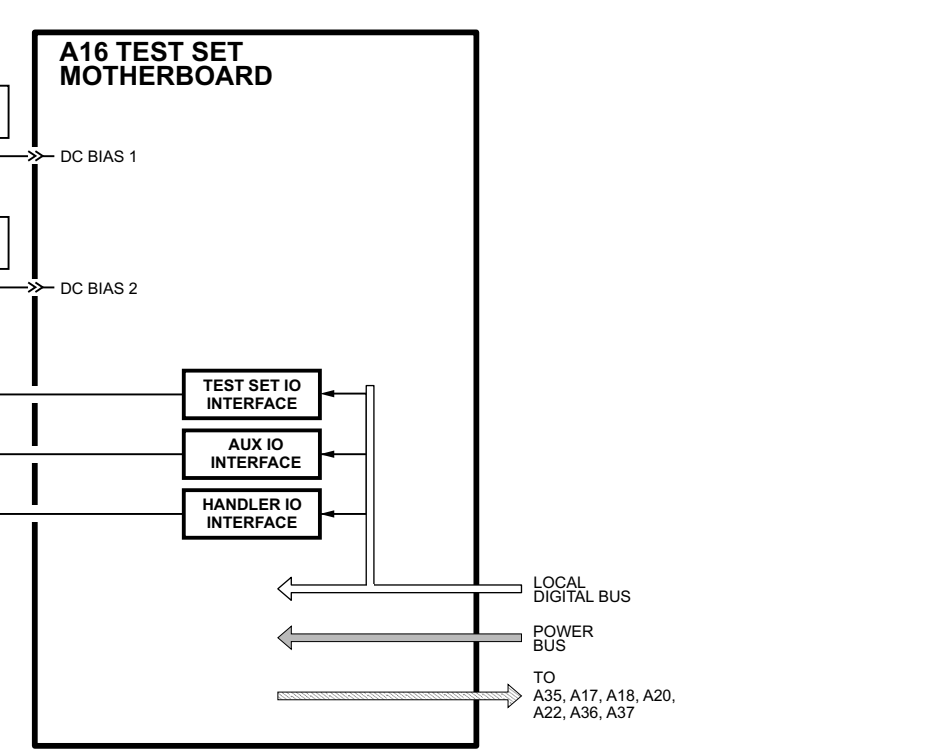 A16 TEST SET
MOTHERBOARD
DC BIAS 1
DC BIAS 2
TEST SET IO
INTERFACE
AUX IO
INTERFACE
HANDLER IO
INTERFACE
LOCAL
DIGITAL BUS
POWER
BUS
TO
A35, A17, A18, A20,
A22, A36, A37